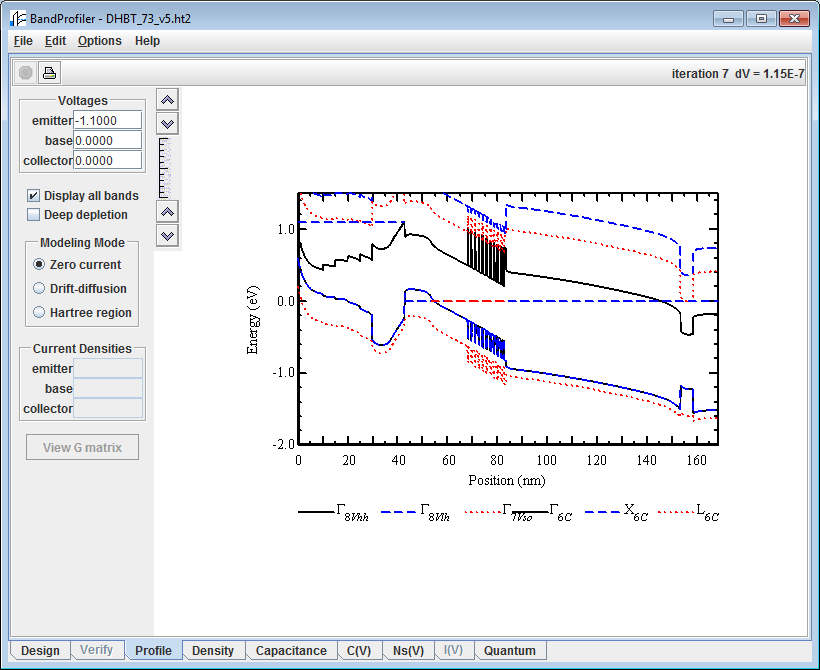 BandProfiler - DHBT_73_v5.ht2
File Edit Options Help
iteration 7 dV = 1.15E-7
Voltages
emitter -1.1000
base 0.0000
collector 0.0000
Display all bands
Deep depletion
Modeling Mode
Zero current
Drift-diffusion
Hartree region
Current Densities
emitter
base
collector
View G matrix
1.0
0.0
-1.0
-2.0
Energy (eV)
0 20 40 60 80 100 120 140 160
Position (nm)
Γ8Vhh Γ8Vlh Γ7Vso Γ6C X6C L6C
Design Verify Profile Density Capacitance C(V) Ns(V) I(V) Quantum